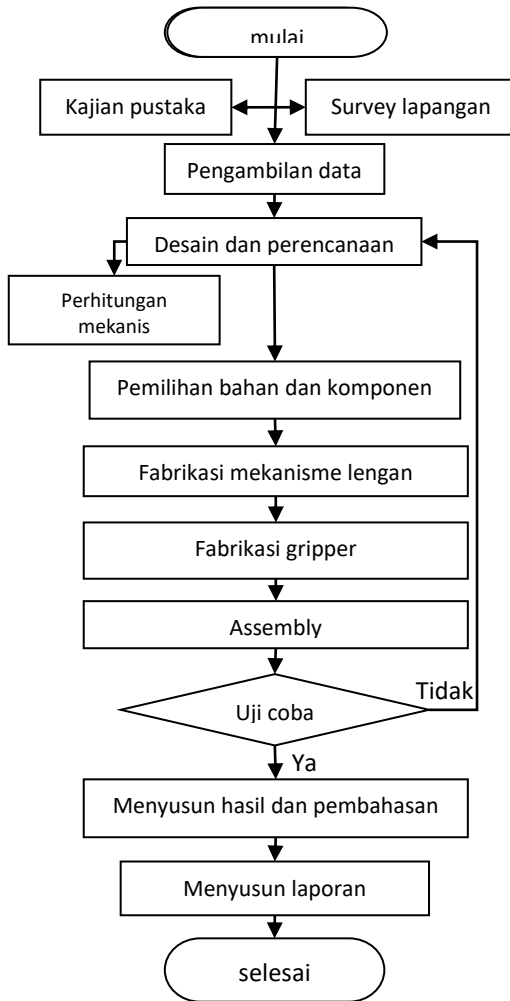 mulai
Kajian pustaka
Survey lapangan
Pengambilan data
Desain dan perencanaan
Perhitungan
mekanis
Pemilihan bahan dan komponen
Fabrikasi mekanisme lengan
Fabrikasi gripper
Assembly
Tidak
Uji coba
Ya
Menyusun hasil dan pembahasan
Menyusun laporan
selesai